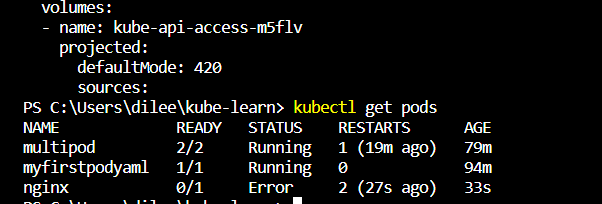 volumes:
- name: kube-api-access-m5flv
projected:
defaultMode: 420
sources:
PS C:\Users\dilee\kube-learn> kubectl get pods
NAME READY STATUS RESTARTS AGE
multipod 2/2 Running 1 (19m ago) 79m
myfirstpodyaml 1/1 Running 0 94m
nginx 0/1 Error 2 (27s ago) 33s